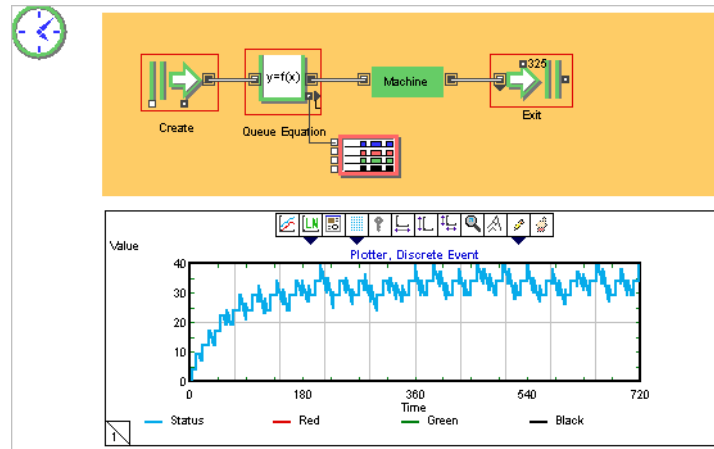 325
y=f(x)
Machine
Create
Queue Equation
Exit
LN
Value
Plotter, Discrete Event
40
30
20
10
0
0 180 360 540 720
Time
Status Red Green Black
1